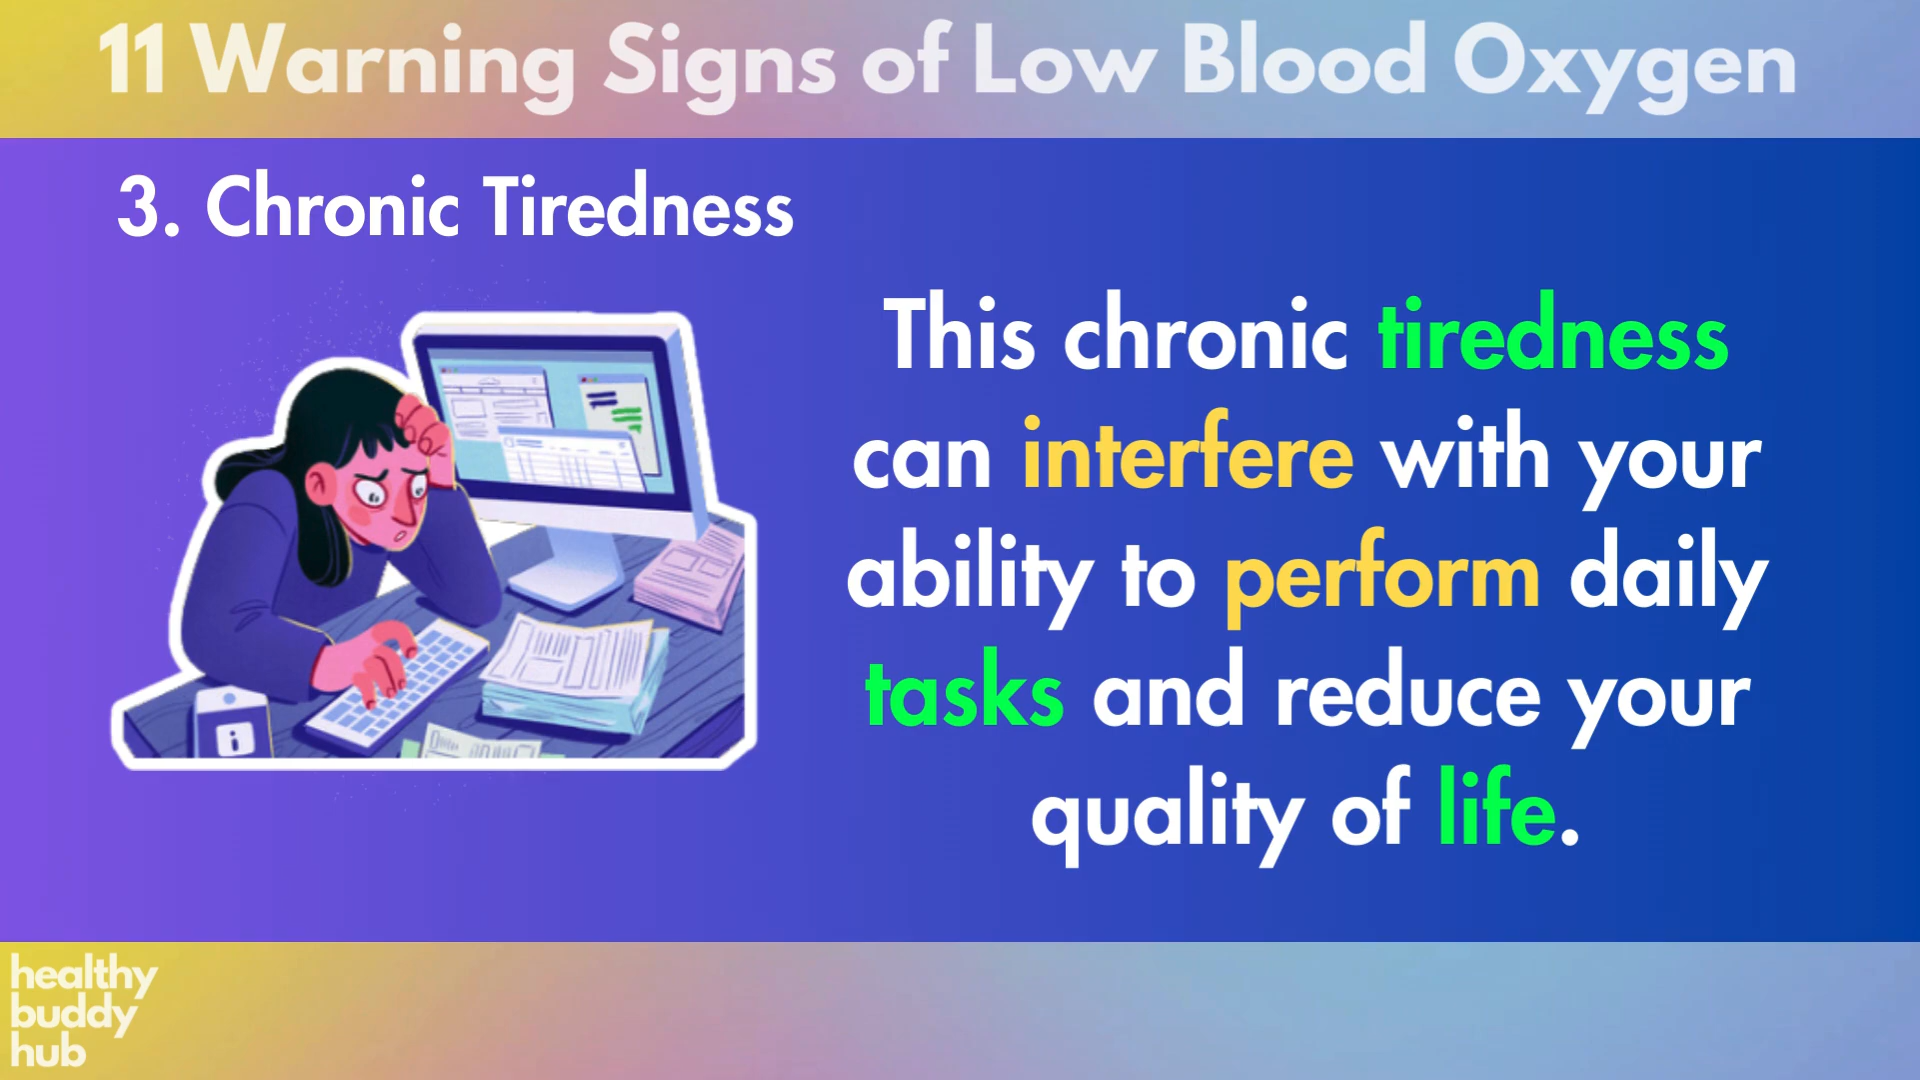 11 Warning Signs of Low Blood Oxygen
3. Chronic Tiredness
This chronic tiredness
can interfere with your
ability to perform daily
tasks and reduce your
quality of life.
healthy
buddy
hub